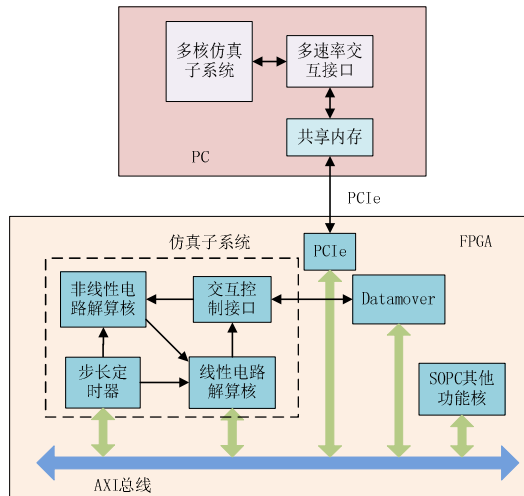 多核仿真
子系统
多速率交
互接口
共享内存
PC
PCIe
仿真子系统
PCIe
FPGA
非线性电
路解算核
交互控
制接口
Datamover
步长定
时器
线性电路
解算核
SOPC其他
功能核
AXI总线